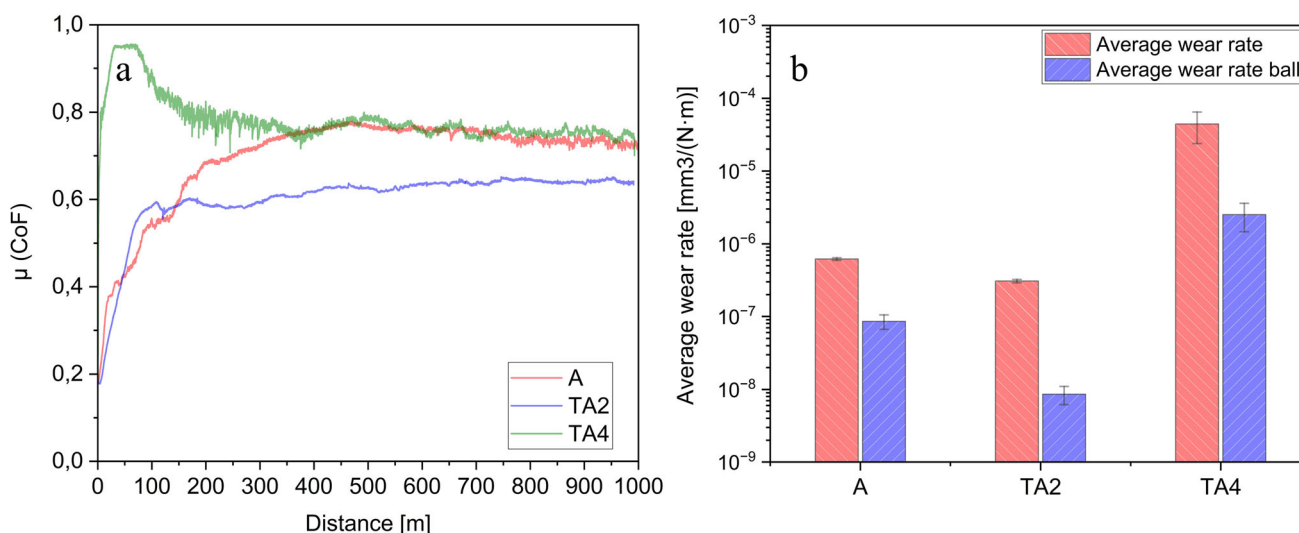 a
1,0
0,8
0,6
0,4
0,2
0,0
μ (CoF)
0 100 200 300 400 500 600 700 800 900 1000
Distance [m]
A
TA2
TA4
b
10⁻³
10⁻⁴
10⁻⁵
10⁻⁶
10⁻⁷
10⁻⁸
10⁻⁹
Average wear rate [mm3/(N·m)]
Average wear rate
Average wear rate ball
A TA2 TA4